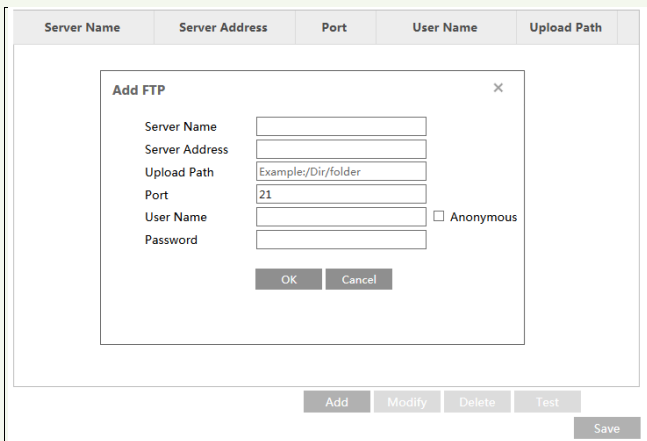 Server Name Server Address Port User Name Upload Path
Add FTP ×
Server Name
Server Address
Upload Path Example:/Dir/folder
Port 21
User Name Anonymous
Password
OK Cancel
Add Modify Delete Test
Save